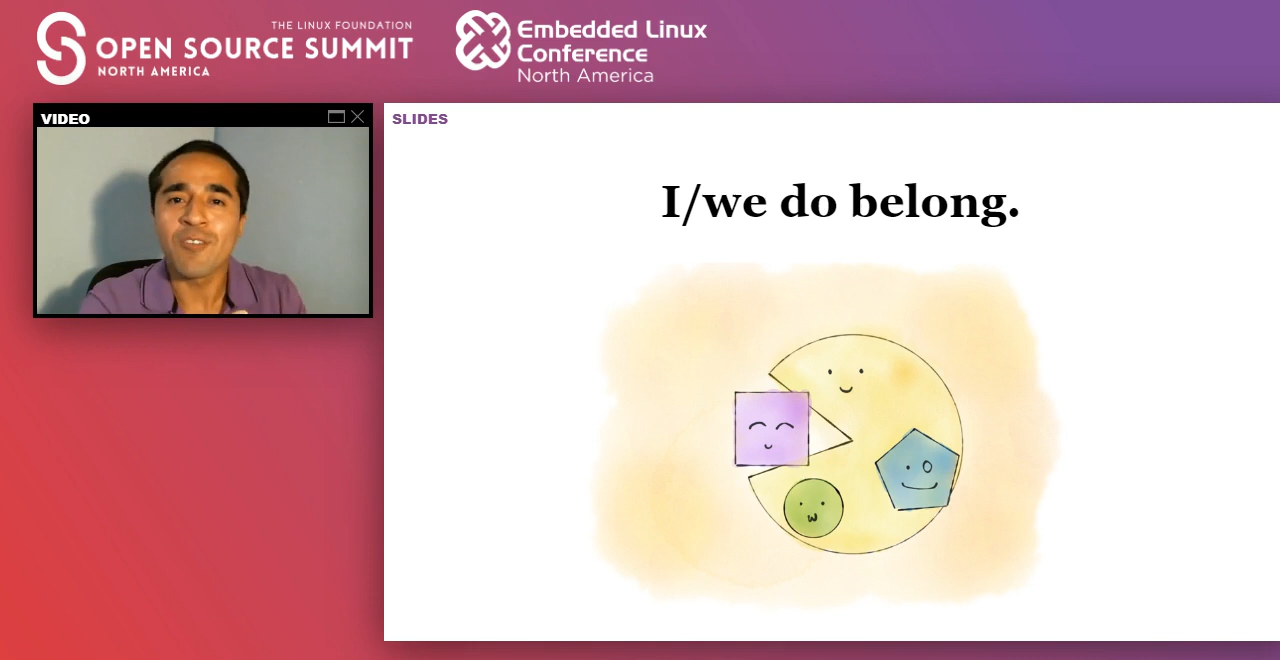 THE LINUX FOUNDATION
OPEN SOURCE SUMMIT
NORTH AMERICA
Embedded Linux
Conference
North America
VIDEO
SLIDES
I/we do belong.